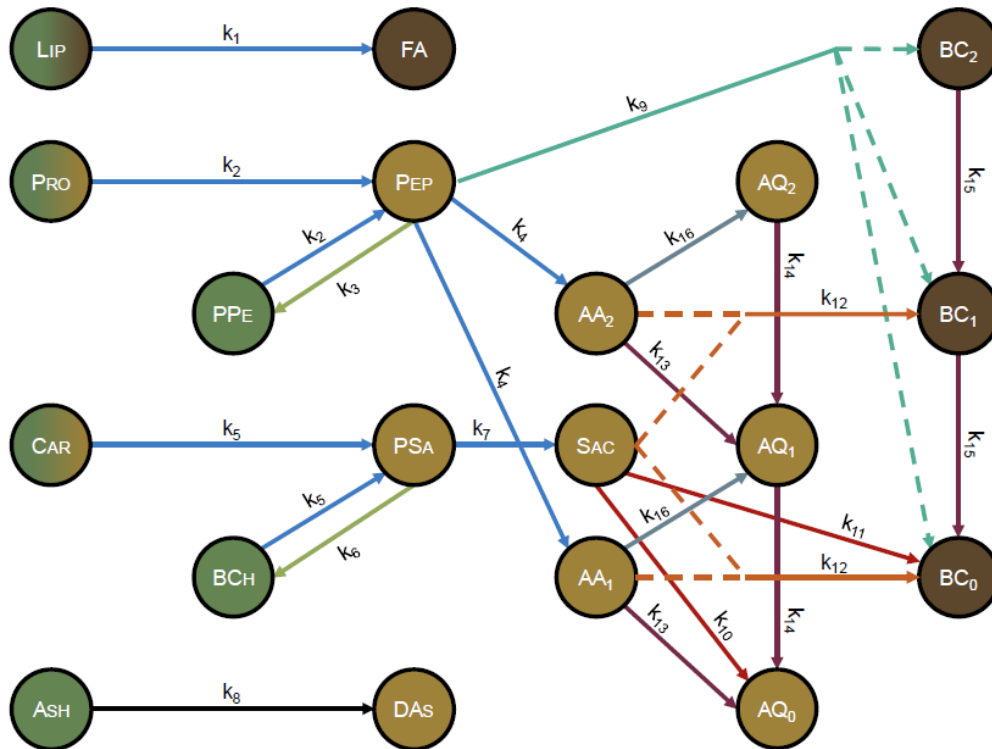 LIP k₁ FA BC₂
k₉
PRO k₂ PEP AQ₂ k₁₅
k₂ k₄ k₁₆
k₃ k₁₄
PPE AA₂ k₁₂ BC₁
k₄ k₁₃
CAR k₅ PSA k₇ SAC AQ₁ k₁₅
k₅ k₁₆ k₁₁
k₆
BCH AA₁ k₁₂ BC₀
k₁₃ k₁₀ k₁₄
ASH k₈ DAS AQ₀